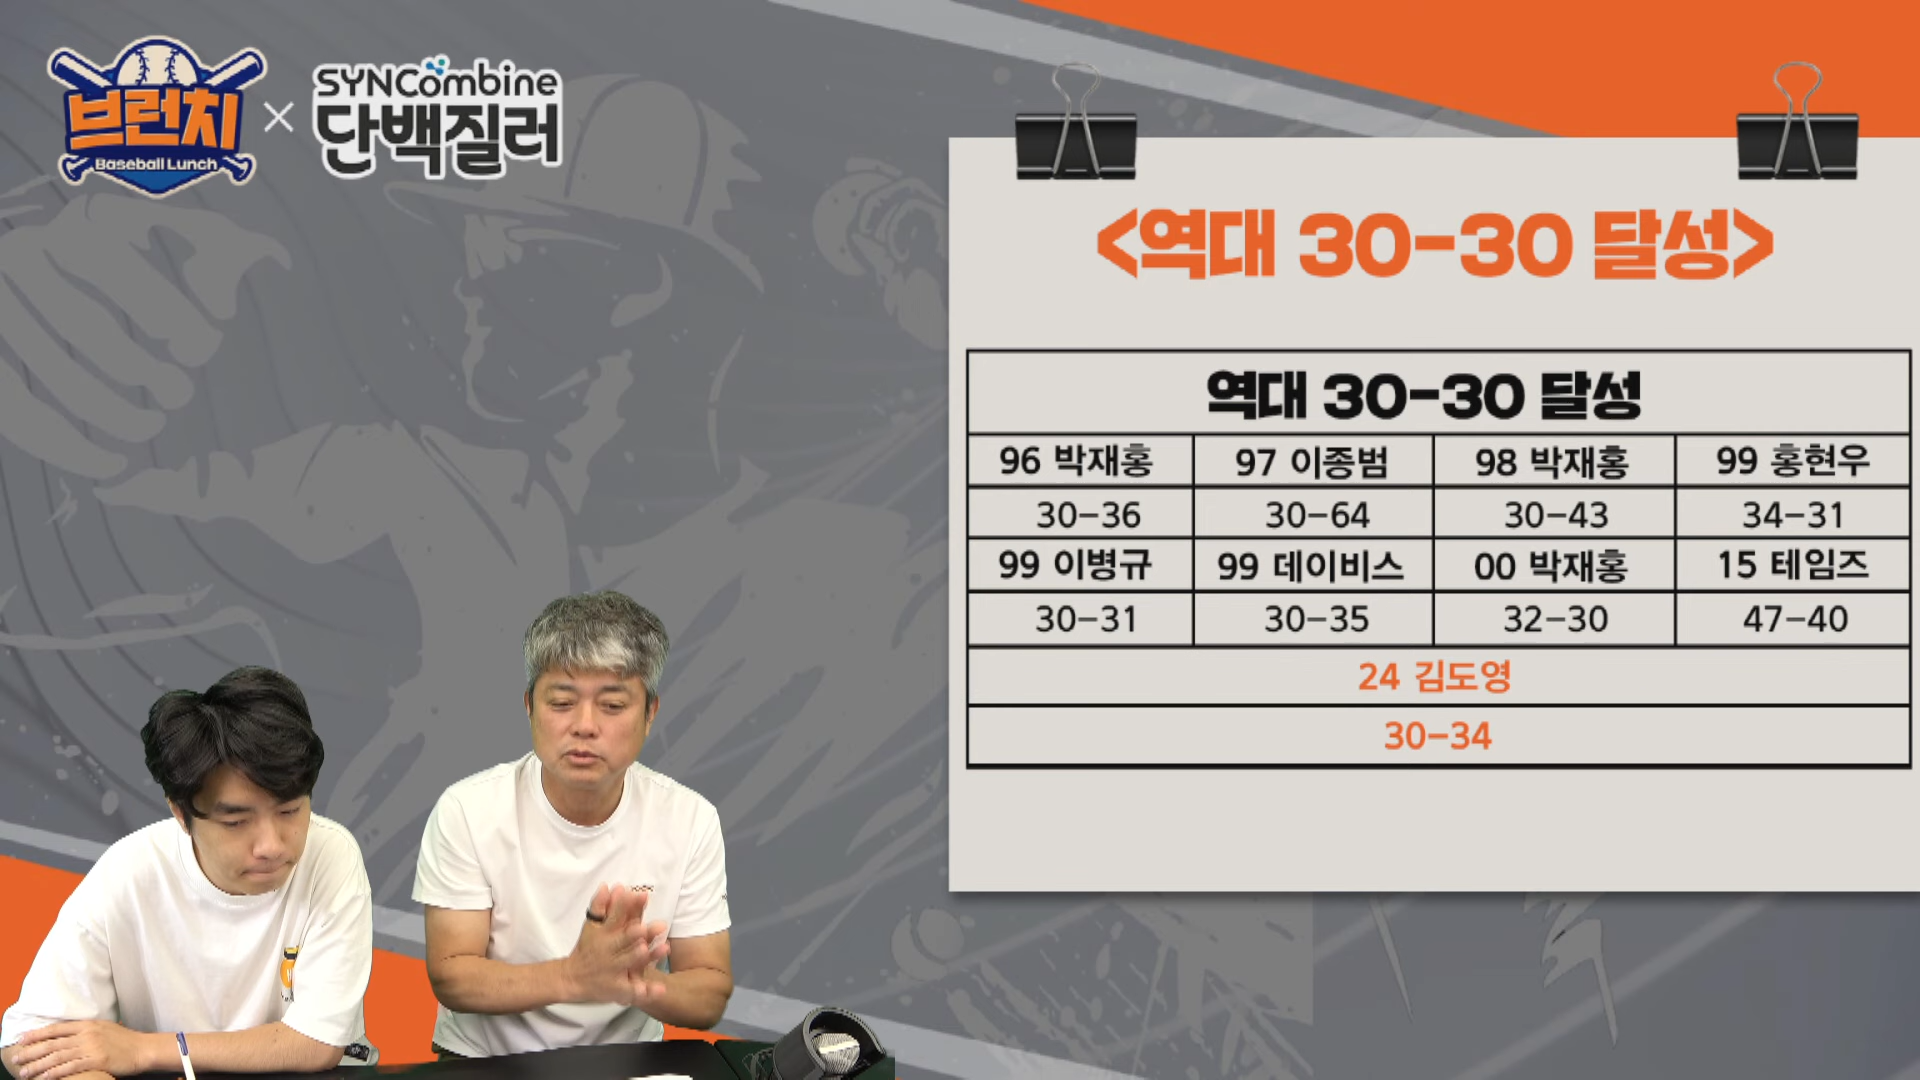 브런치
Baseball Lunch
×
SYNCombine
단백질러
<역대 30-30 달성>
역대 30-30 달성
96 박재홍 97 이종범 98 박재홍 99 홍현우
30-36 30-64 30-43 34-31
99 이병규 99 데이비스 00 박재홍 15 테임즈
30-31 30-35 32-30 47-40
24 김도영
30-34